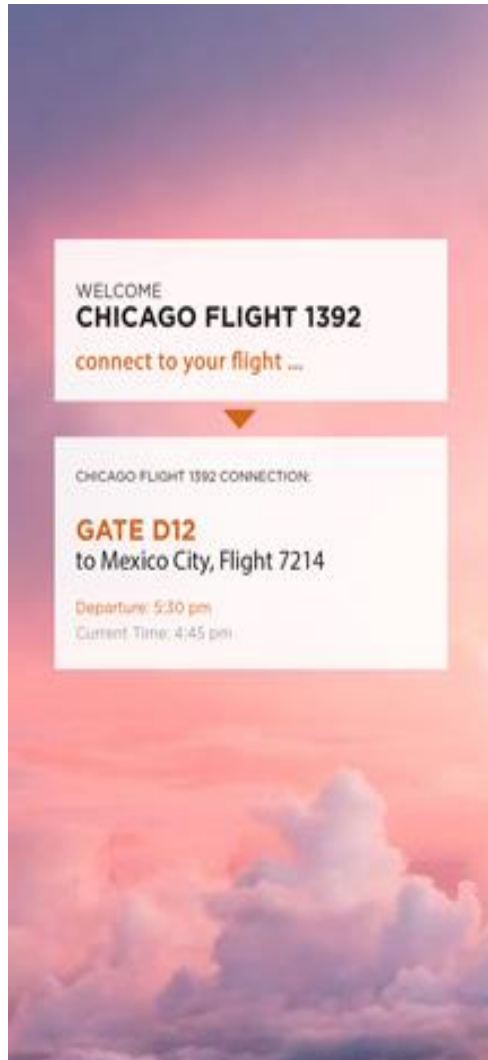 WELCOME
CHICAGO FLIGHT 1392
connect to your flight ...
CHICAGO FLIGHT 1392 CONNECTION:
GATE D12
to Mexico City, Flight 7214
Departure: 5:30 pm
Current Time: 4:45 pm